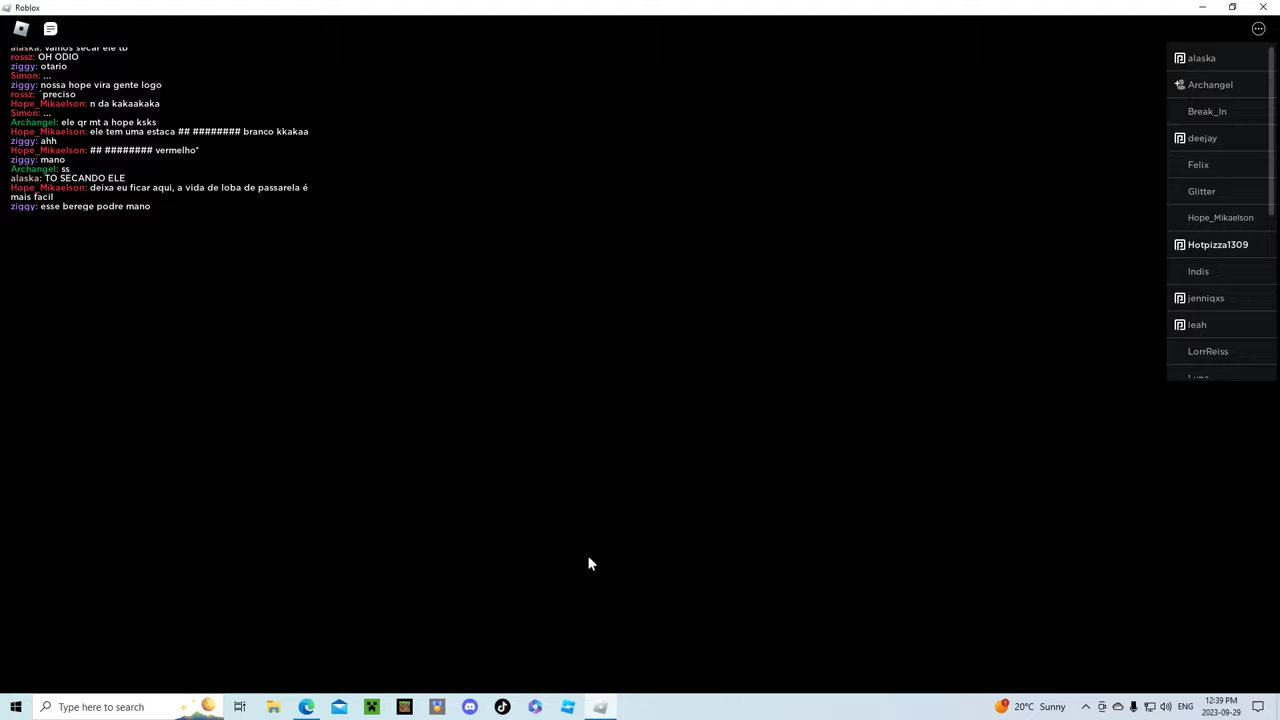 Roblox
alaska: vamos secar ele tb
rossz: OH ODIO
ziggy: otario
Simon: ...
ziggy: nossa hope vira gente logo
rossz: ´preciso
Hope_Mikaelson: n da kakaakaka
Simon: ...
Archangel: ele qr mt a hope ksks
Hope_Mikaelson: ele tem uma estaca ## ######## branco kkakaa
ziggy: ahh
Hope_Mikaelson: ## ######## vermelho*
ziggy: mano
Archangel: ss
alaska: TO SECANDO ELE
Hope_Mikaelson: deixa eu ficar aqui, a vida de loba de passarela é
mais facil
ziggy: esse berege podre mano
alaska
Archangel
Break_In
deejay
Felix
Glitter
Hope_Mikaelson
Hotpizza1309
Indis
jenniqxs
leah
LorrReiss
Luna
Type here to search
20°C Sunny
ENG
12:39 PM
2023-09-29